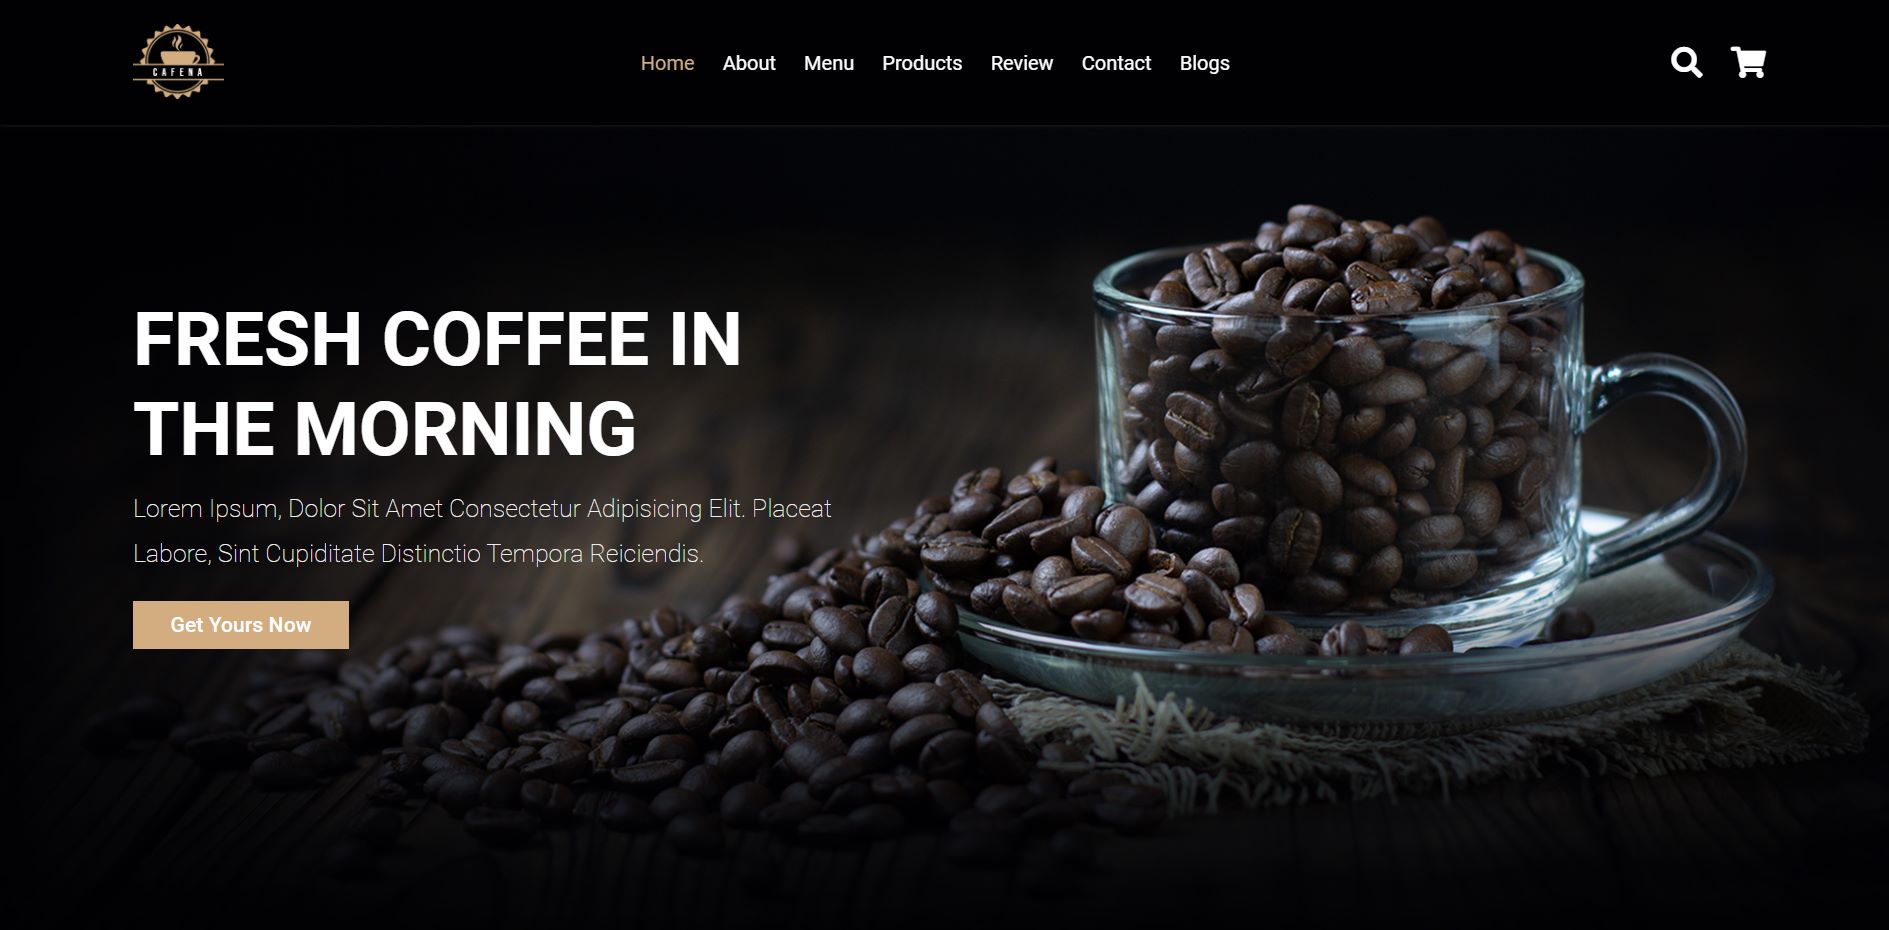 CAFENA
Home About Menu Products Review Contact Blogs
FRESH COFFEE IN
THE MORNING
Lorem Ipsum, Dolor Sit Amet Consectetur Adipisicing Elit. Placeat
Labore, Sint Cupiditate Distinctio Tempora Reiciendis.
Get Yours Now